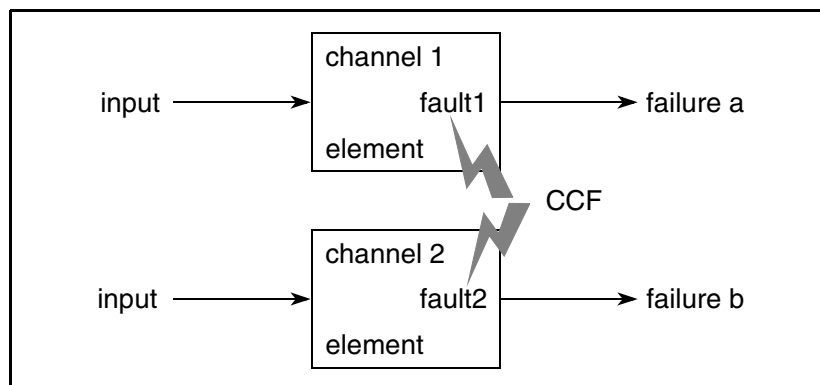 channel 1
input
fault1
failure a
element
CCF
channel 2
input
fault2
failure b
element